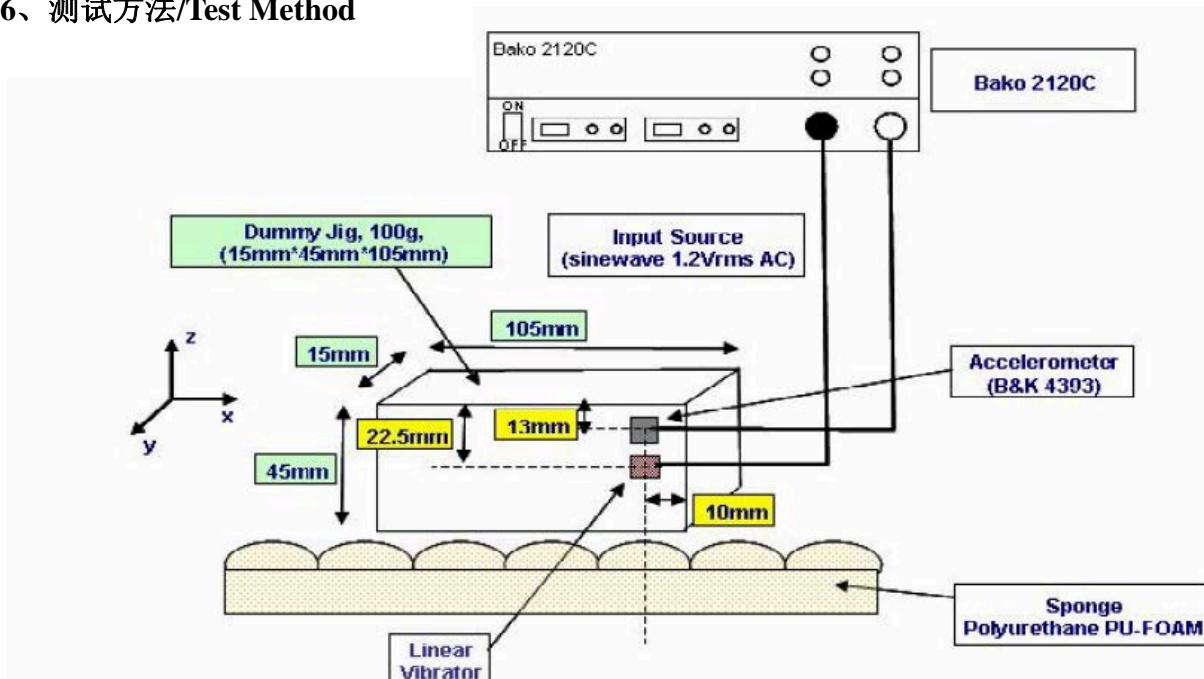 6、测试方法/Test Method
Bako 2120C
Bako 2120C
ON
OFF
Dummy Jig, 100g,
(15mm*45mm*105mm)
Input Source
(sinewave 1.2Vrms AC)
105mm
15mm
Accelerometer
(B&K 4393)
z
x
y
22.5mm
13mm
45mm
10mm
Sponge
Polyurethane PU-FOAM
Linear
Vibrator